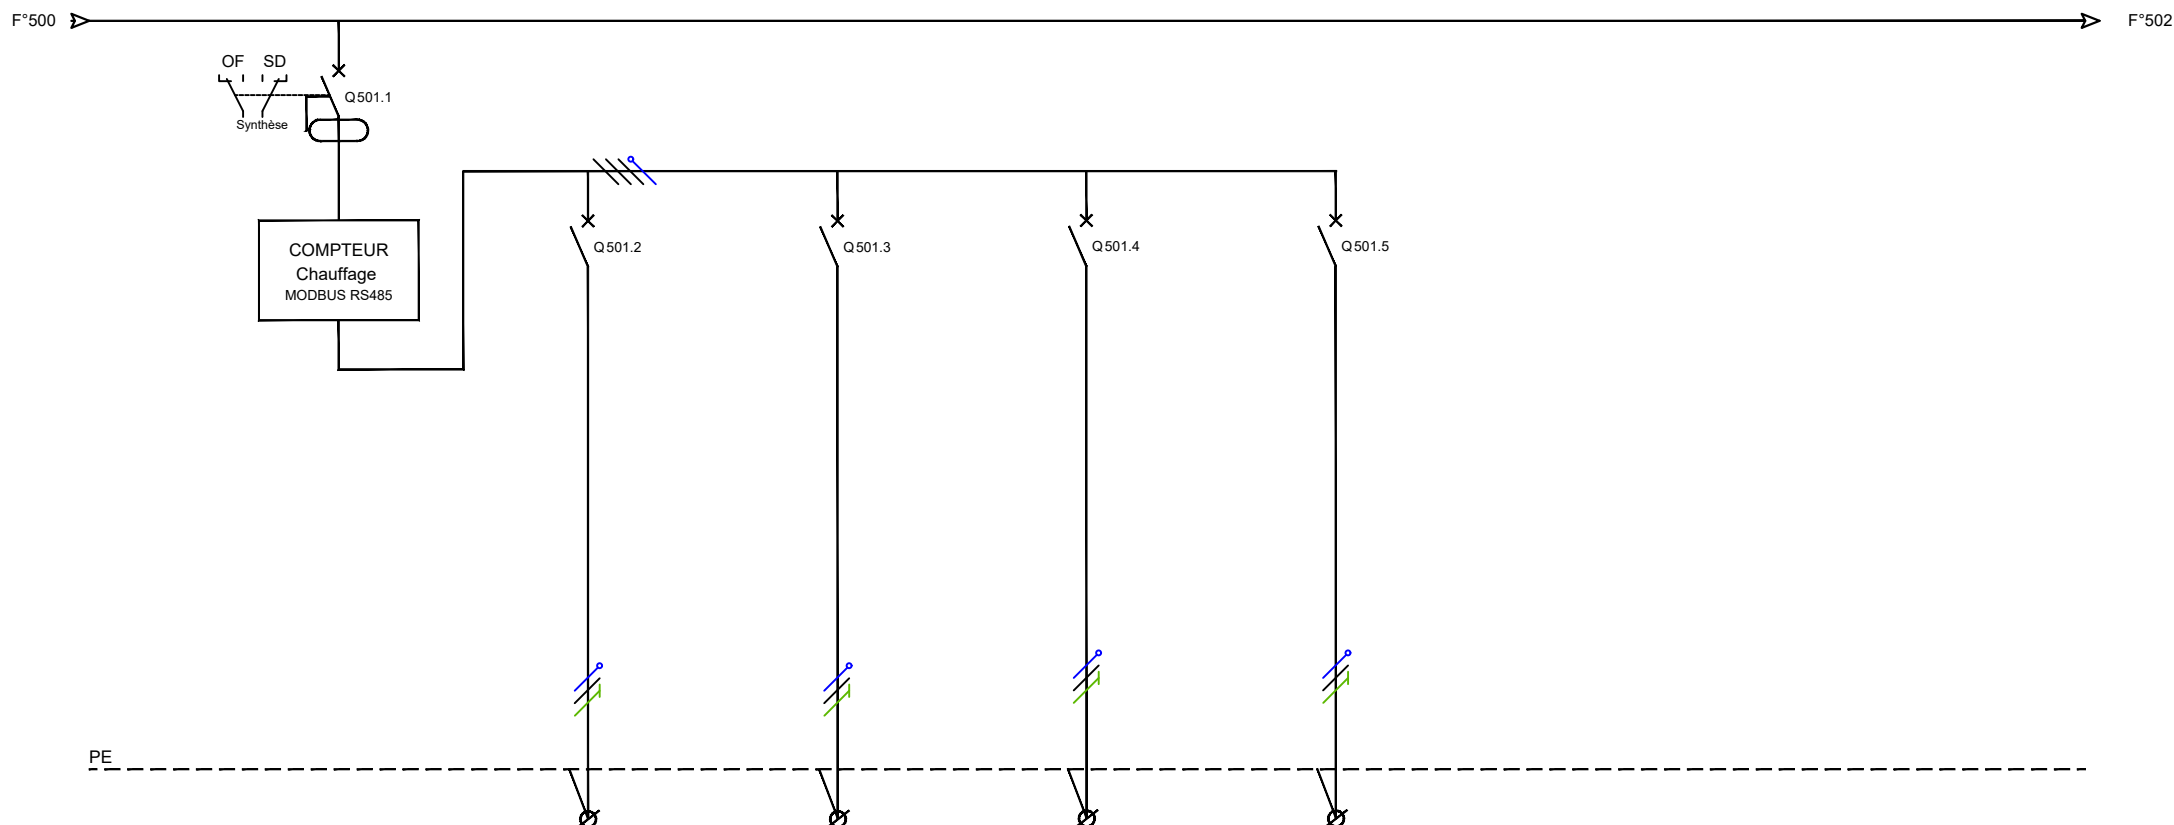 F°500
F°502
OF SD
Q501.1
Synthèse
COMPTEUR
Chauffage
MODBUS RS485
Q501.2
Q501.3
Q501.4
Q501.5
PE